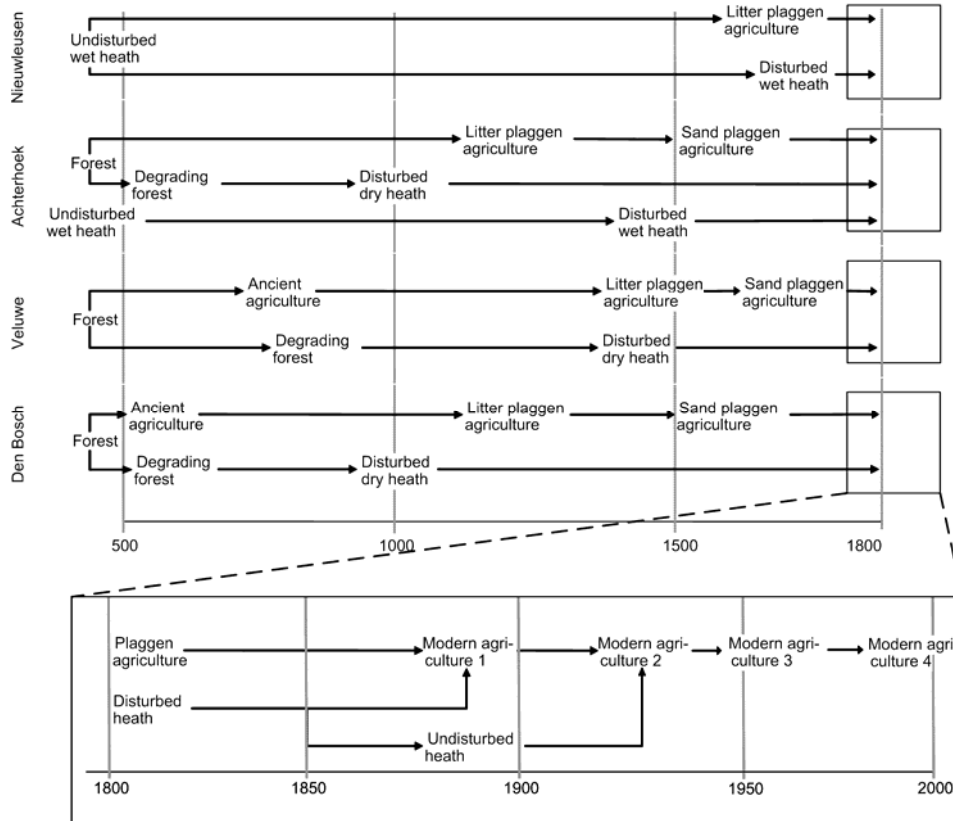 Nieuwleusen
Undisturbed
wet heath
Litter plaggen
agriculture
Disturbed
wet heath
Achterhoek
Forest
Litter plaggen
agriculture
Sand plaggen
agriculture
Degrading
forest
Disturbed
dry heath
Undisturbed
wet heath
Disturbed
wet heath
Veluwe
Forest
Ancient
agriculture
Litter plaggen
agriculture
Sand plaggen
agriculture
Degrading
forest
Disturbed
dry heath
Den Bosch
Forest
Ancient
agriculture
Litter plaggen
agriculture
Sand plaggen
agriculture
Degrading
forest
Disturbed
dry heath
500 1000 1500 1800
Plaggen
agriculture
Modern agri-
culture 1
Modern agri-
culture 2
Modern agri-
culture 3
Modern agri
culture 4
Disturbed
heath
Undisturbed
heath
1800 1850 1900 1950 2000